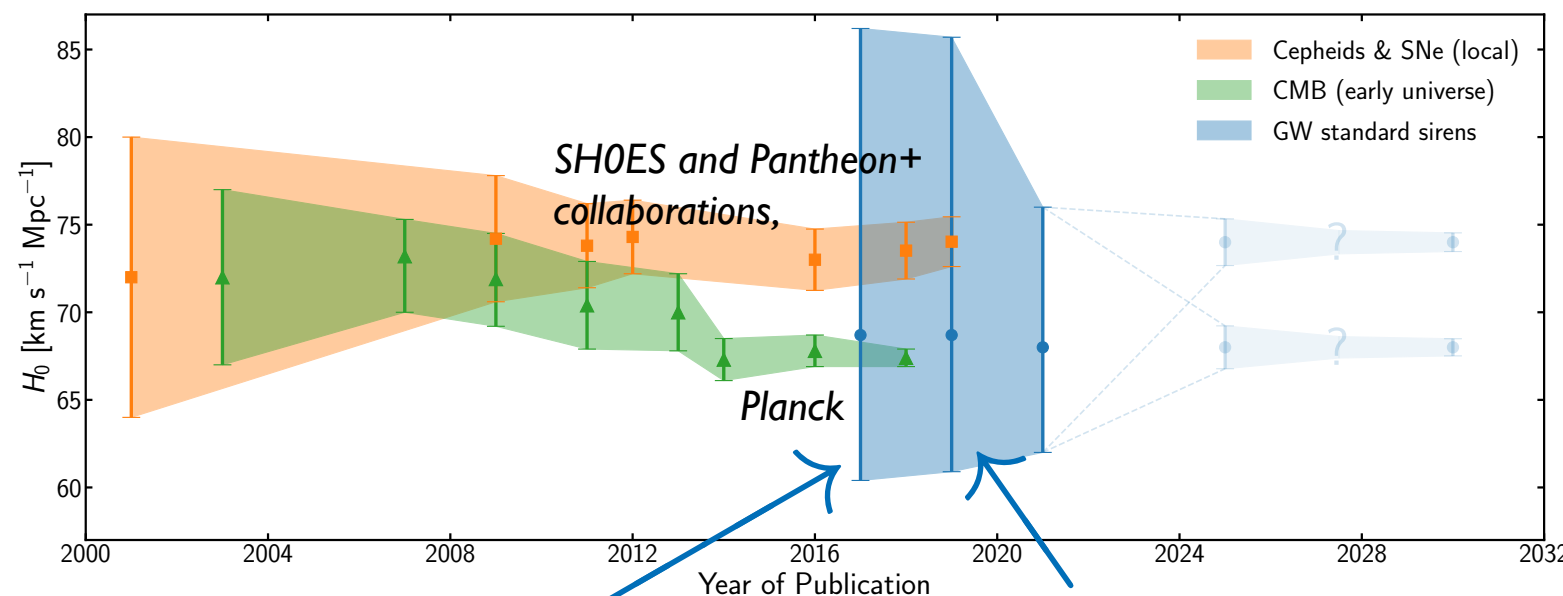 85
80
75
70
65
60
H₀ [km s⁻¹ Mpc⁻¹]
Cepheids & SNe (local)
CMB (early universe)
GW standard sirens
SH0ES and Pantheon+
collaborations,
Planck
?
?
2000 2004 2008 2012 2016 2020 2024 2028 2032
Year of Publication